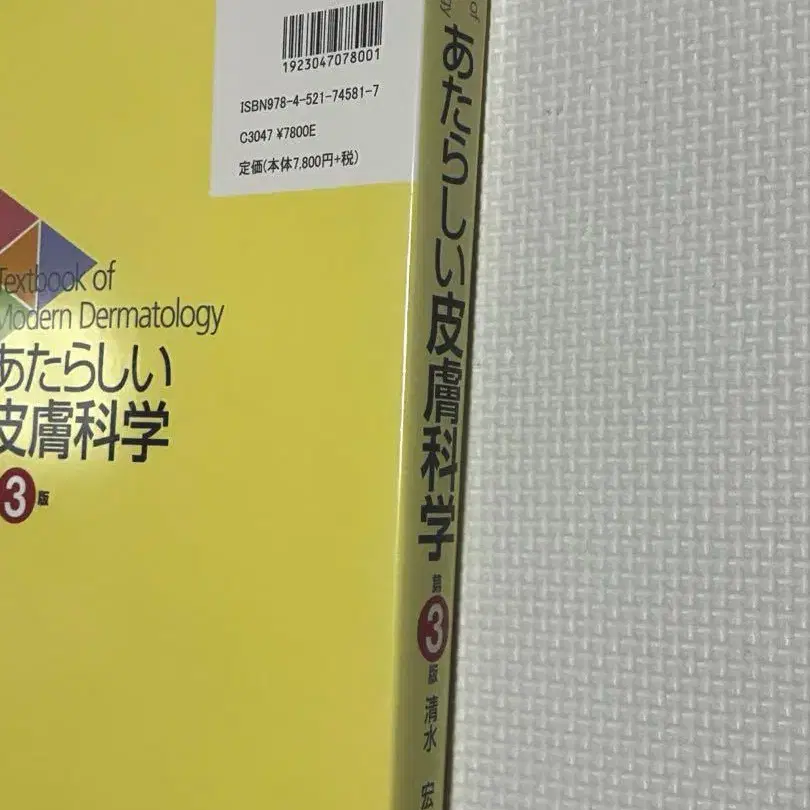 1923047078001
ISBN978-4-521-74581-7
C3047 ¥7800E
定価(本体7,800円+税)
Textbook of
Modern Dermatology
あたらしい
皮膚科学
3版
of
あたらしい皮膚科学
第3版
清水 宏